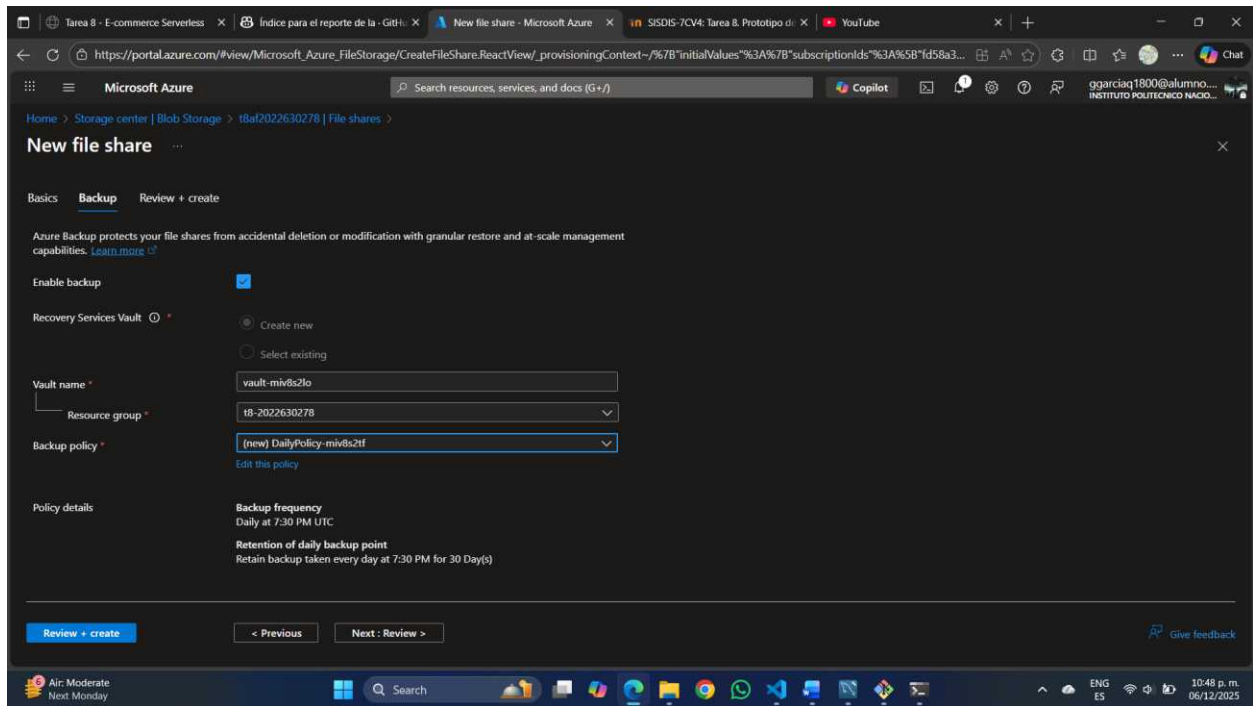 Tarea 8 - E-commerce Serverless
Índice para el reporte de la - GitHu
New file share - Microsoft Azure
SISDIS-7CV4: Tarea 8. Prototipo de
YouTube
https://portal.azure.com/#view/Microsoft_Azure_FileStorage/CreateFileShare.ReactView/_provisioningContext~/%7B"initialValues"%3A%7B"subscriptionIds"%3A%5B"fd58a3...
Chat
Microsoft Azure
Search resources, services, and docs (G+/)
Copilot
1
ggarciaq1800@alumno....
INSTITUTO POLITECNICO NACIO...
Home > Storage center | Blob Storage > t8af2022630278 | File shares >
New file share ...
Basics Backup Review + create
Azure Backup protects your file shares from accidental deletion or modification with granular restore and at-scale management
capabilities. Learn more
Enable backup
Recovery Services Vault *
Create new
Select existing
Vault name *
vault-miv8s2lo
Resource group *
t8-2022630278
Backup policy *
(new) DailyPolicy-miv8s2tf
Edit this policy
Policy details
Backup frequency
Daily at 7:30 PM UTC
Retention of daily backup point
Retain backup taken every day at 7:30 PM for 30 Day(s)
Review + create
< Previous
Next : Review >
Give feedback
6
Air: Moderate
Next Monday
Search
ENG
ES
10:48 p. m.
06/12/2025